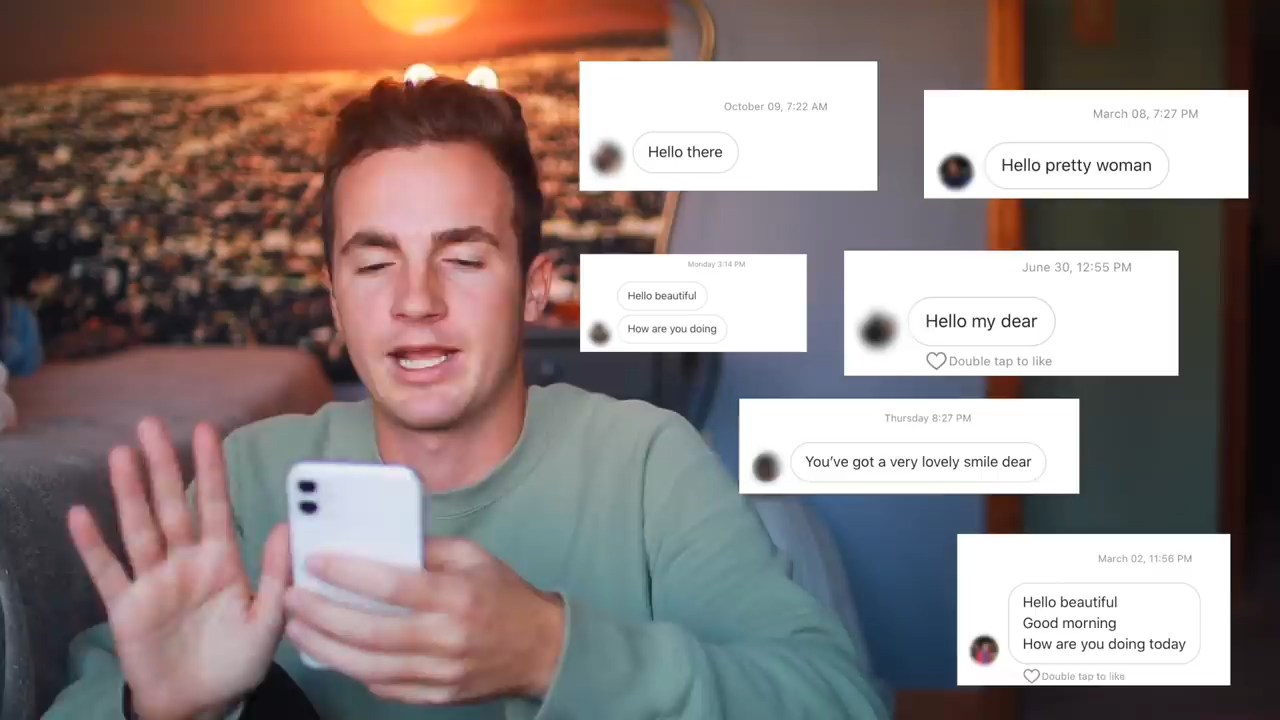 October 09, 7:22 AM
Hello there
March 08, 7:27 PM
Hello pretty woman
Monday 3:14 PM
Hello beautiful
How are you doing
June 30, 12:55 PM
Hello my dear
Double tap to like
Thursday 8:27 PM
You've got a very lovely smile dear
March 02, 11:56 PM
Hello beautiful
Good morning
How are you doing today
Double tap to like